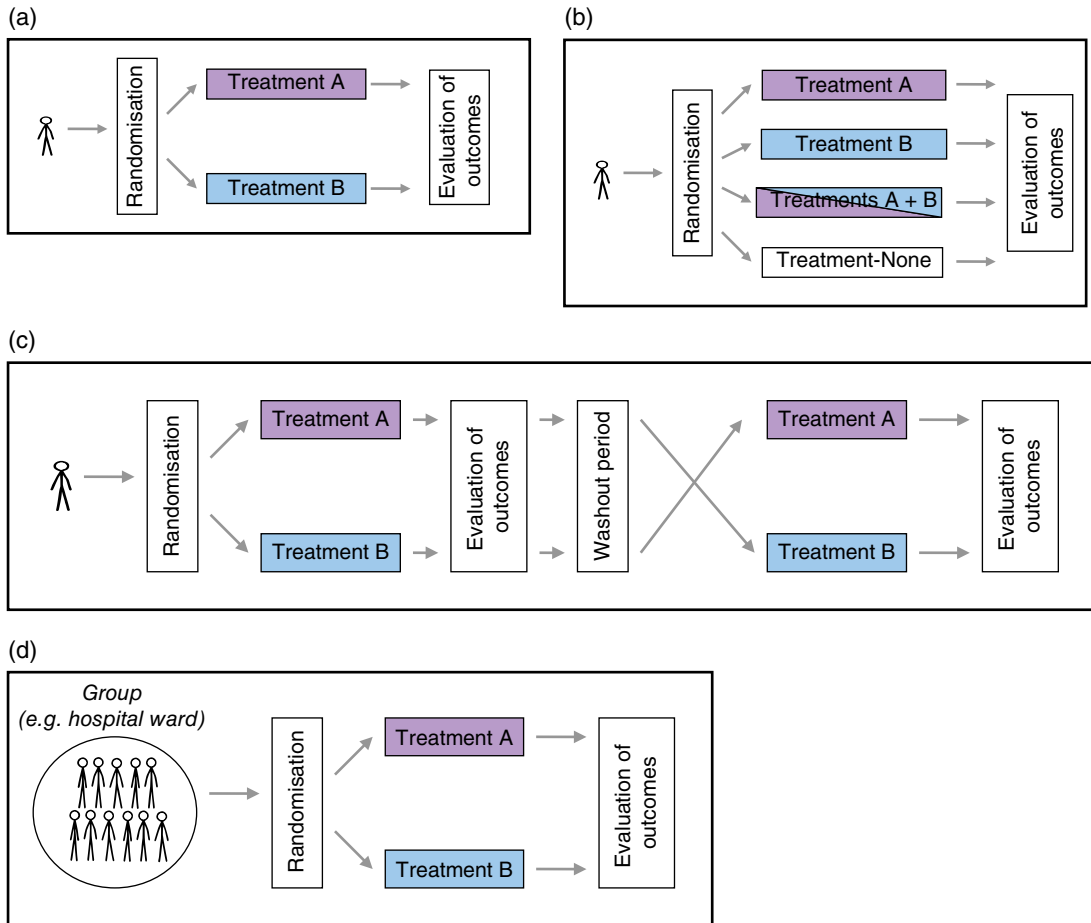 (a)
Randomisation
Treatment A
Treatment B
Evaluation of
outcomes
(b)
Randomisation
Treatment A
Treatment B
Treatments A + B
Treatment-None
Evaluation of
outcomes
(c)
Randomisation
Treatment A
Treatment B
Evaluation of
outcomes
Washout period
Treatment A
Treatment B
Evaluation of
outcomes
(d)
Group
(e.g. hospital ward)
Randomisation
Treatment A
Treatment B
Evaluation of
outcomes